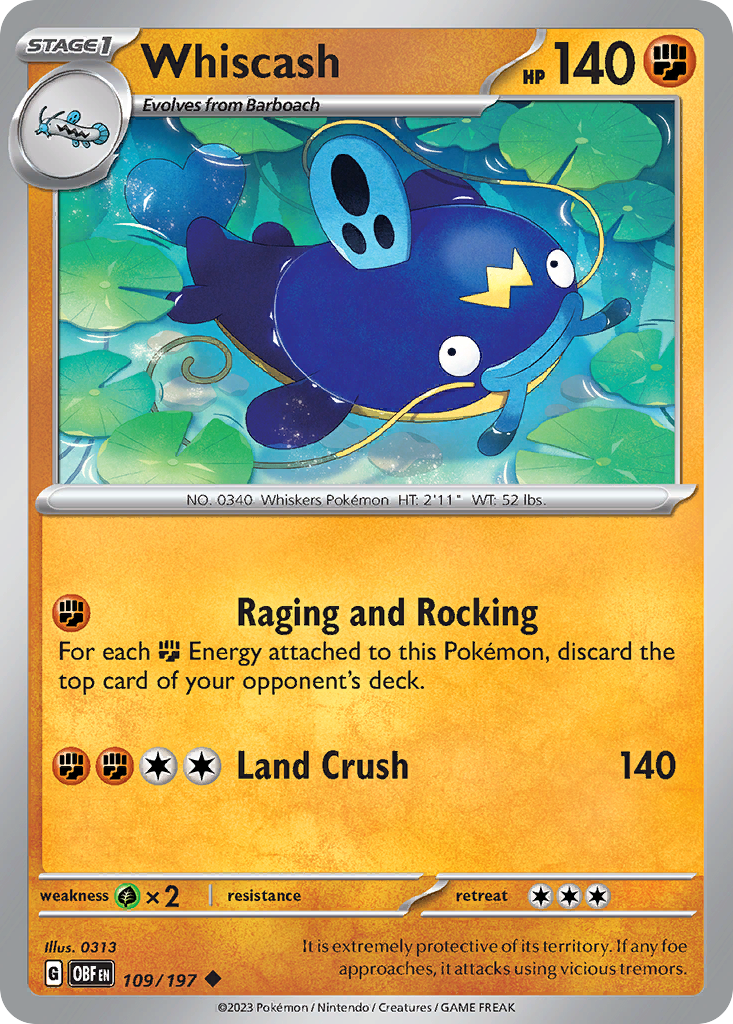 STAGE1
Whiscash
HP 140
Evolves from Barboach
NO. 0340 Whiskers Pokémon HT: 2'11" WT: 52 lbs.
Raging and Rocking
For each Energy attached to this Pokémon, discard the
top card of your opponent's deck.
Land Crush 140
weakness ×2 resistance retreat
Illus. 0313
It is extremely protective of its territory. If any foe
approaches, it attacks using vicious tremors.
G OBF EN 109/197
©2023 Pokémon / Nintendo / Creatures / GAME FREAK